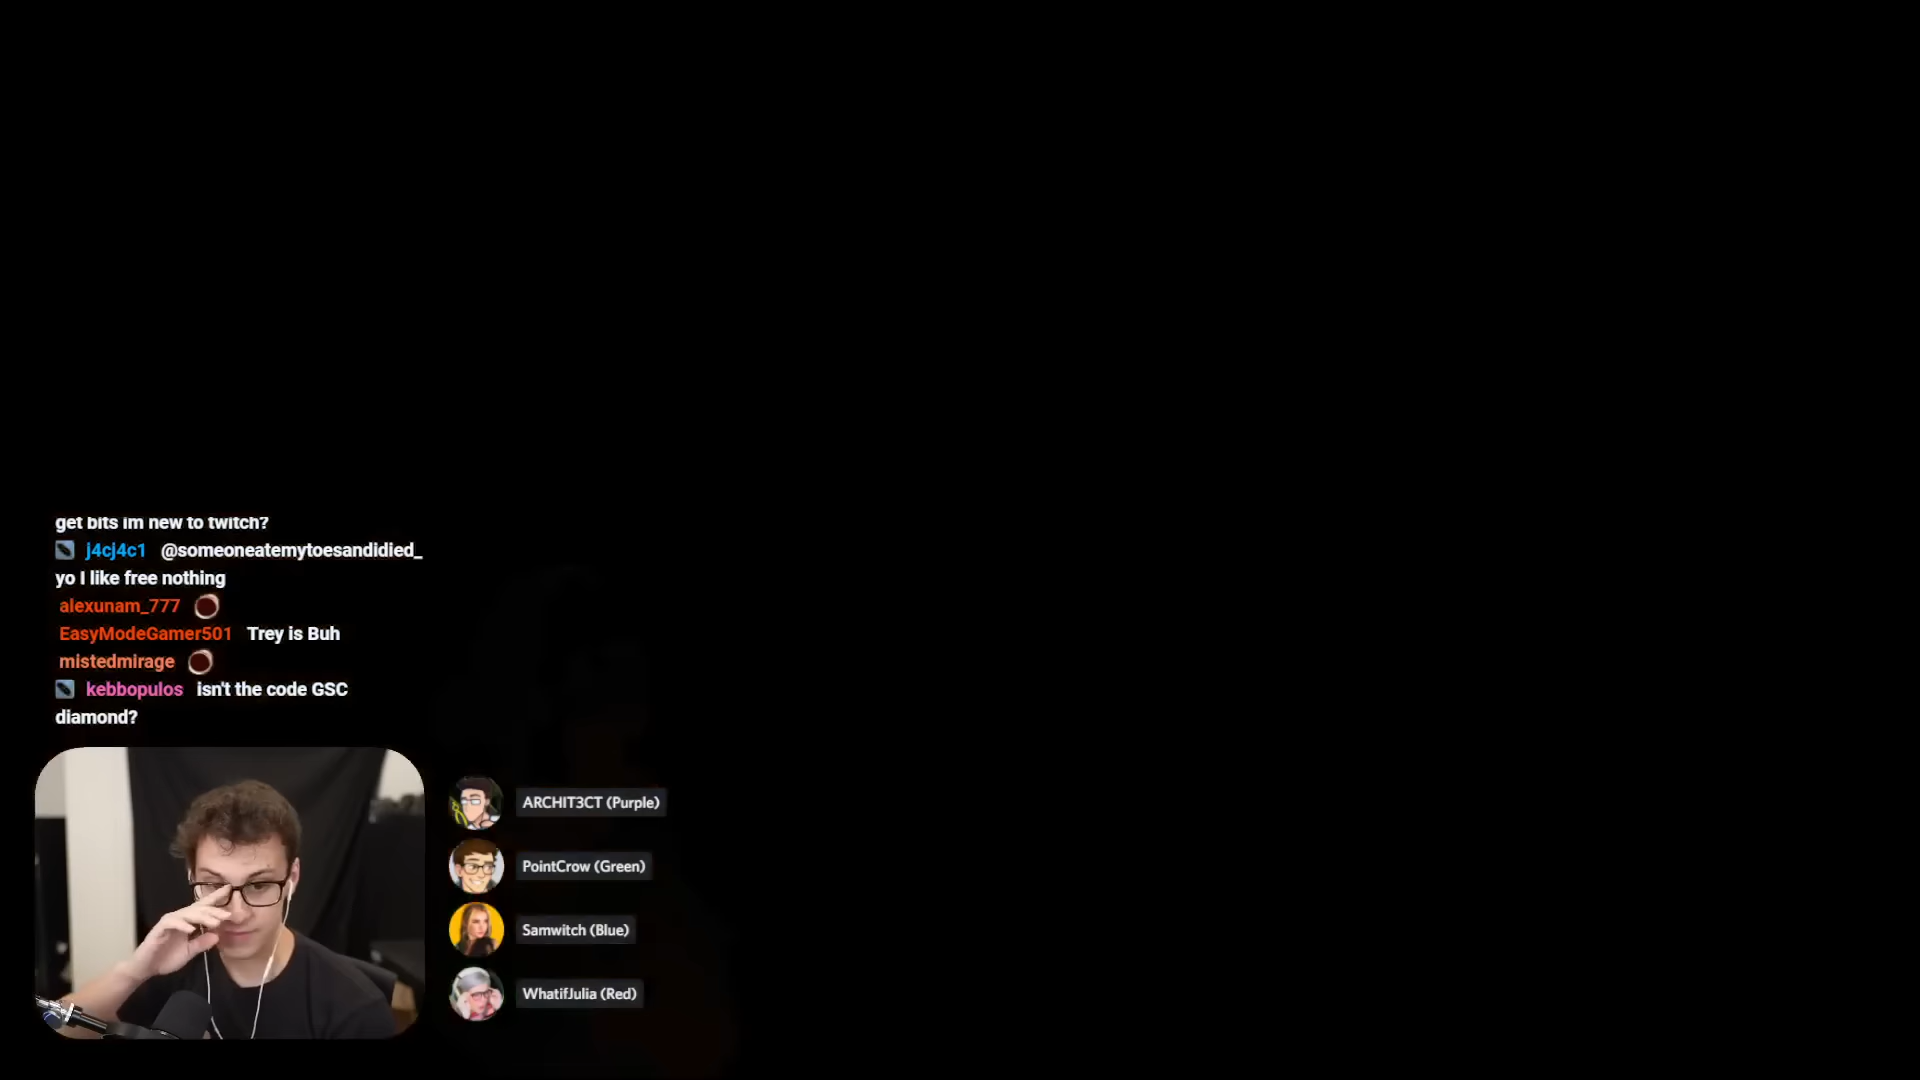 get bits im new to twitch?
j4cj4c1 @someoneatemytoesandidied_
yo I like free nothing
alexunam_777
EasyModeGamer501 Trey is Buh
mistedmirage
kebbopulos isn't the code GSC
diamond?
ARCHIT3CT (Purple)
PointCrow (Green)
Samwitch (Blue)
WhatifJulia (Red)